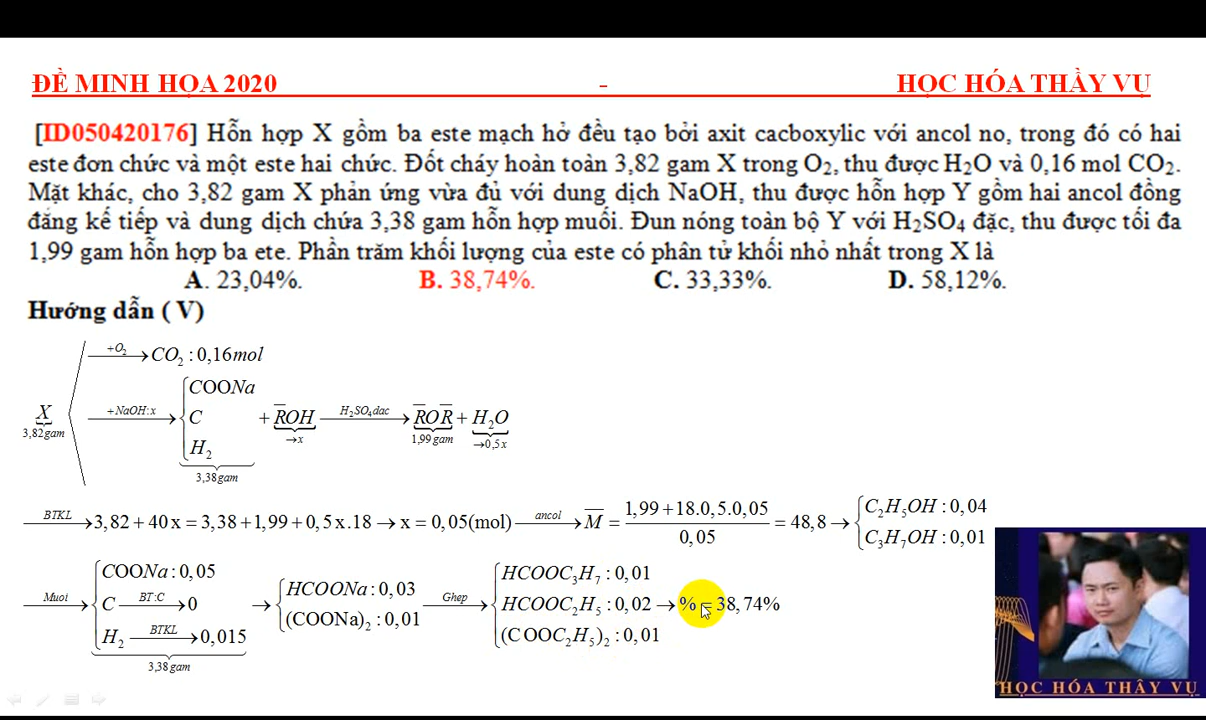 ĐỀ MINH HỌA 2020 - HỌC HÓA THẦY VỤ
[ID050420176] Hỗn hợp X gồm ba este mạch hở đều tạo bởi axit cacboxylic với ancol no, trong đó có hai
este đơn chức và một este hai chức. Đốt cháy hoàn toàn 3,82 gam X trong O₂, thu được H₂O và 0,16 mol CO₂.
Mặt khác, cho 3,82 gam X phản ứng vừa đủ với dung dịch NaOH, thu được hỗn hợp Y gồm hai ancol đồng
đẳng kế tiếp và dung dịch chứa 3,38 gam hỗn hợp muối. Đun nóng toàn bộ Y với H₂SO₄ đặc, thu được tối đa
1,99 gam hỗn hợp ba ete. Phần trăm khối lượng của este có phân tử khối nhỏ nhất trong X là
A. 23,04%. B. 38,74%. C. 33,33%. D. 58,12%.
Hướng dẫn ( V)
+O₂ → CO₂ : 0,16mol
X 3,82gam
+NaOH:x → { COONa
C
H₂
3,38gam
+ R̅OH →x H₂SO₄dac → R̅OR̅ 1,99gam + H₂O →0,5x
BTKL → 3,82 + 40x = 3,38 + 1,99 + 0,5x.18 → x = 0,05(mol) ancol → M̅ = (1,99 + 18.0,5.0,05) / 0,05 = 48,8 → { C₂H₅OH : 0,04
C₃H₇OH : 0,01
Muoi → { COONa : 0,05
C BT:C → 0
H₂ BTKL → 0,015
3,38gam
→ { HCOONa : 0,03
(COONa)₂ : 0,01
Ghep → { HCOOC₃H₇ : 0,01
HCOOC₂H₅ : 0,02 → % = 38,74%
(COOC₂H₅)₂ : 0,01
HỌC HÓA THẦY VỤ